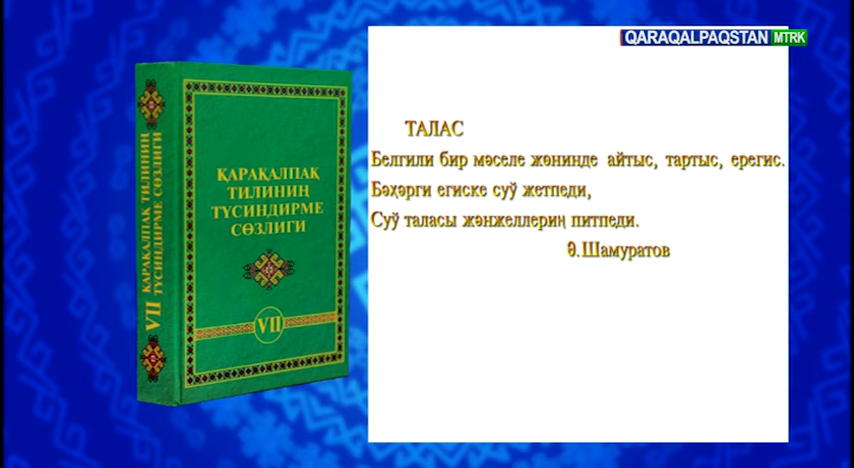 QARAQALPAQSTAN MTRK
ҚАРАҚАЛПАҚ ТИЛИНИҢ
ТҮСИНДИРМЕ СӨЗЛИГИ
VII
ҚАРАҚАЛПАҚ
ТИЛИНИҢ
ТҮСИНДИРМЕ
СӨЗЛИГИ
VII
ТАЛАС
Белгили бир мәселе жөнинде айтыс, тартыс, ерегис.
Бәҳәрги егиске суў жетпеди,
Суў таласы жәнжеллериң питпеди.
Ә.Шамуратов